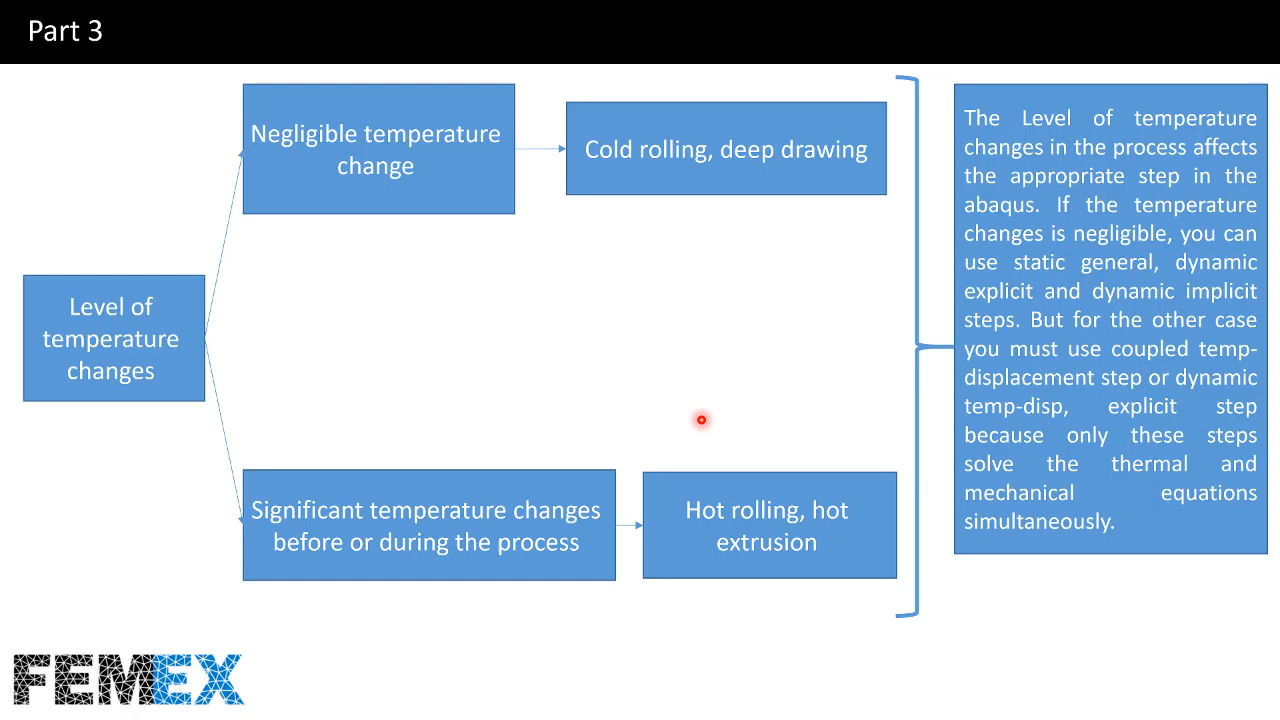 Part 3
Negligible temperature
change
Cold rolling, deep drawing
Level of
temperature
changes
Significant temperature changes
before or during the process
Hot rolling, hot
extrusion
The Level of temperature
changes in the process affects
the appropriate step in the
abaqus. If the temperature
changes is negligible, you can
use static general, dynamic
explicit and dynamic implicit
steps. But for the other case
you must use coupled temp-
displacement step or dynamic
temp-disp, explicit step
because only these steps
solve the thermal and
mechanical equations
simultaneously.
FEMEX